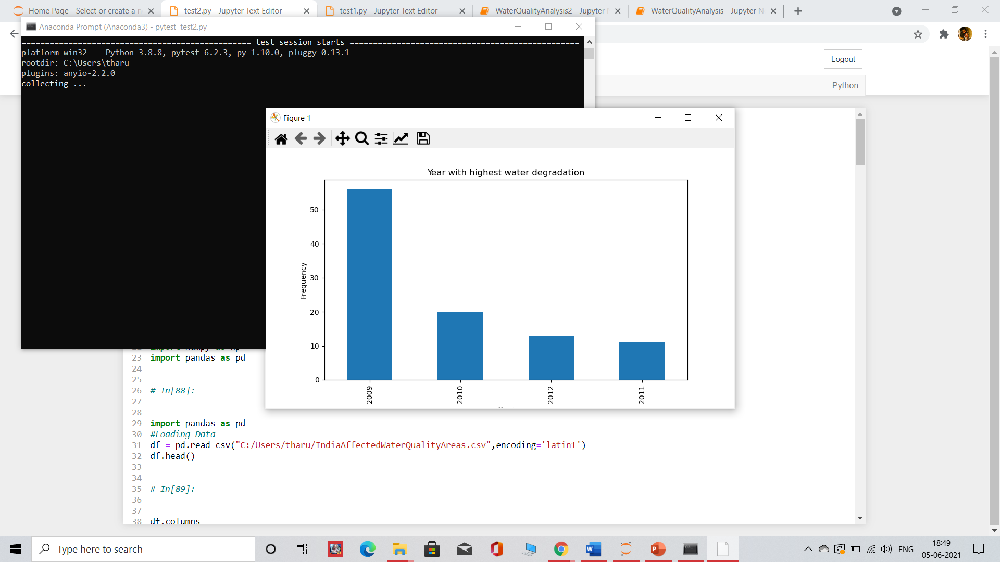 Home Page - Select or create a n
test2.py - Jupyter Text Editor
test1.py - Jupyter Text Editor
WaterQualityAnalysis2 - Jupyter
WaterQualityAnalysis - Jupyter N
Anaconda Prompt (Anaconda3) - pytest test2.py
================================================= test session starts =================================================
platform win32 -- Python 3.8.8, pytest-6.2.3, py-1.10.0, pluggy-0.13.1
rootdir: C:\Users\tharu
plugins: anyio-2.2.0
collecting ...
Logout
Python
Figure 1
Year with highest water degradation
Frequency
50
40
30
20
10
0
2009
2010
2012
2011
Year
22 import numpy as np
23 import pandas as pd
24
25
26 # In[88]:
27
28
29 import pandas as pd
30 #Loading Data
31 df = pd.read_csv("C:/Users/tharu/IndiaAffectedWaterQualityAreas.csv",encoding='latin1')
32 df.head()
33
34
35 # In[89]:
36
37
38 df.columns
Type here to search
ENG
18:49
05-06-2021